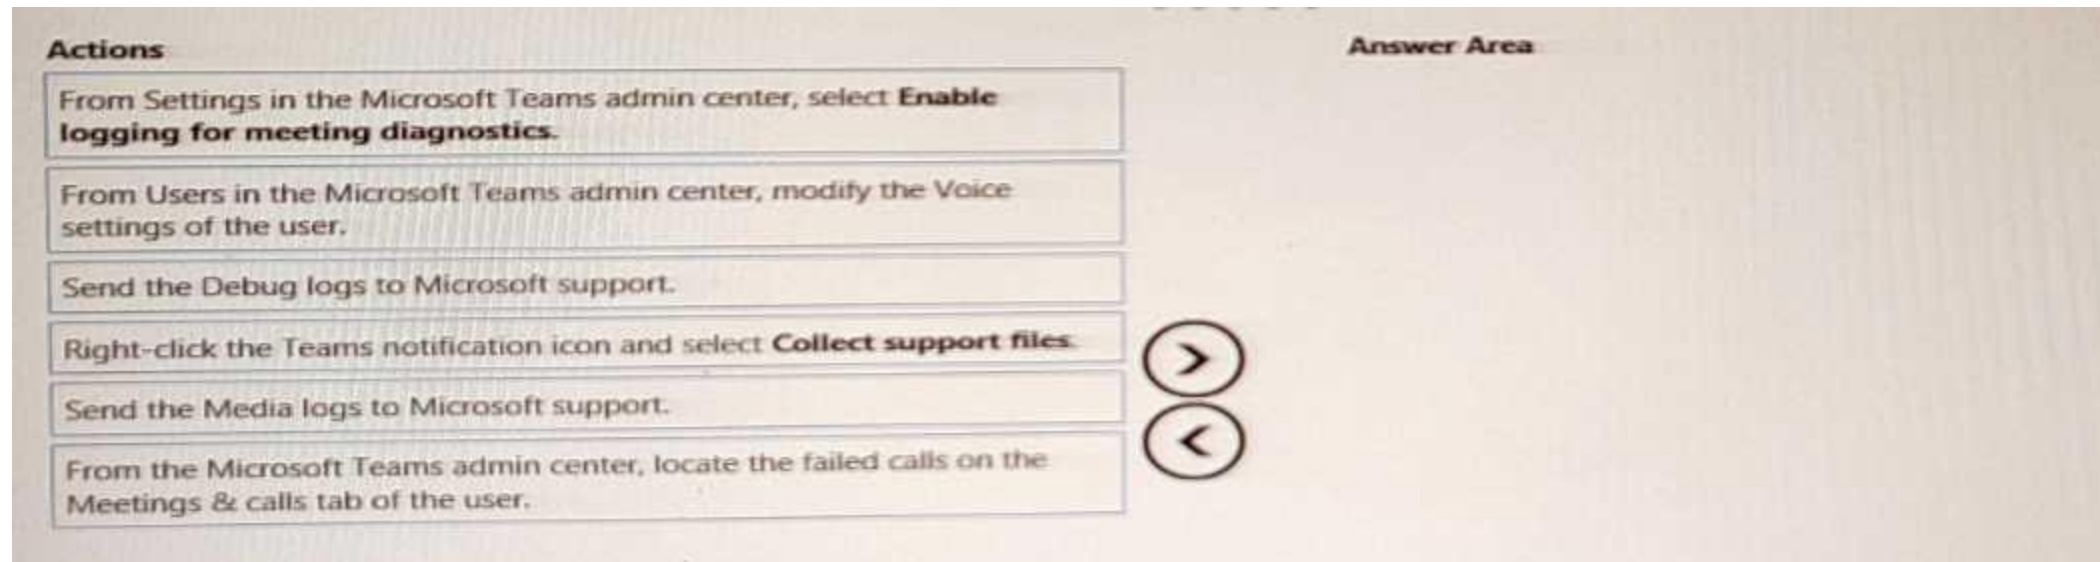 Actions
Answer Area
From Settings in the Microsoft Teams admin center, select Enable
logging for meeting diagnostics.
From Users in the Microsoft Teams admin center, modify the Voice
settings of the user.
Send the Debug logs to Microsoft support.
Right-click the Teams notification icon and select Collect support files.
Send the Media logs to Microsoft support.
From the Microsoft Teams admin center, locate the failed calls on the
Meetings & calls tab of the user.